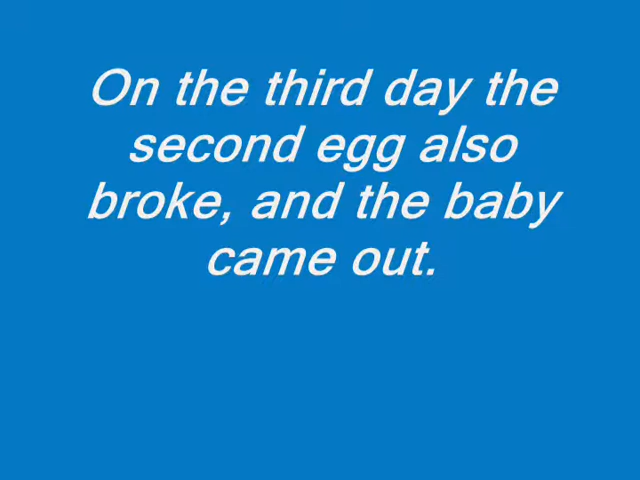 On the third day the
second egg also
broke, and the baby
came out.